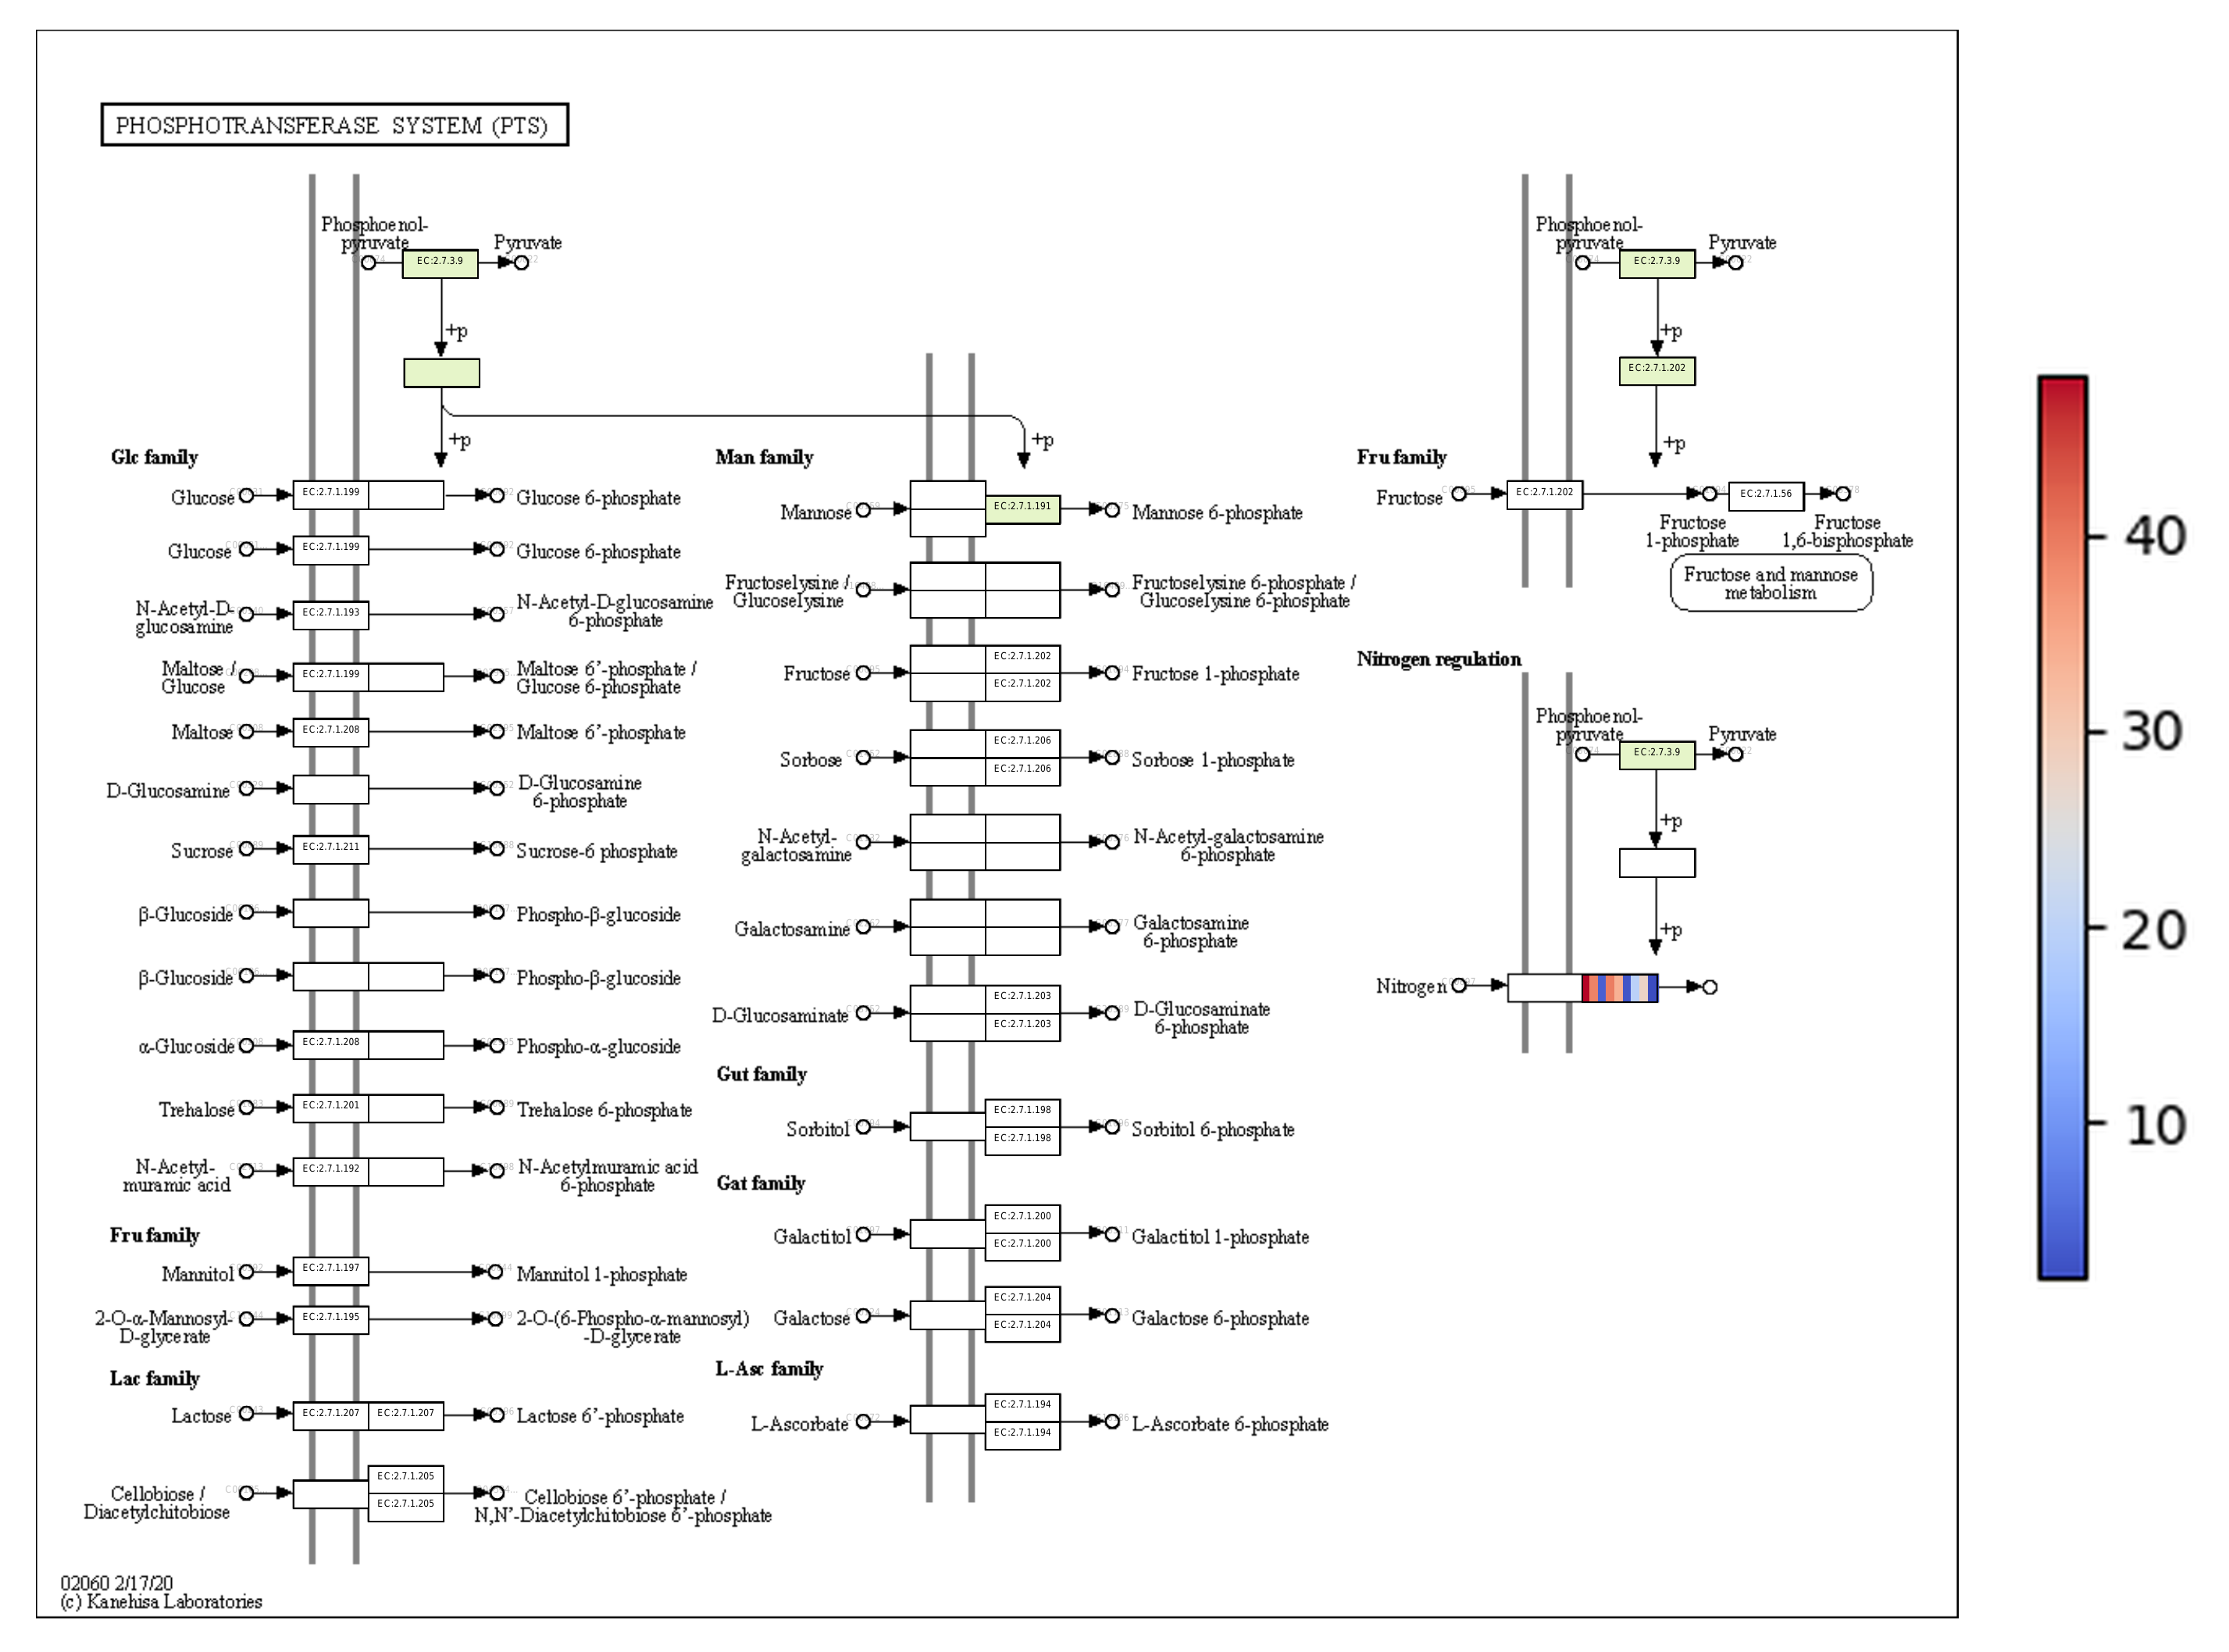 PHOSPHOTRANSFERASE SYSTEM (PTS)
Phosphoenol-
pyruvate
EC:2.7.3.9
Pyruvate
+p
+p
Glc family
Glucose
EC:2.7.1.199
Glucose 6-phosphate
Glucose
EC:2.7.1.199
Glucose 6-phosphate
N-Acetyl-D-
glucosamine
EC:2.7.1.193
N-Acetyl-D-glucosamine
6-phosphate
Maltose /
Glucose
EC:2.7.1.199
Maltose 6'-phosphate /
Glucose 6-phosphate
Maltose
EC:2.7.1.208
Maltose 6'-phosphate
D-Glucosamine
D-Glucosamine
6-phosphate
Sucrose
EC:2.7.1.211
Sucrose-6 phosphate
β-Glucoside
Phospho-β-glucoside
β-Glucoside
Phospho-β-glucoside
α-Glucoside
EC:2.7.1.208
Phospho-α-glucoside
Trehalose
EC:2.7.1.201
Trehalose 6-phosphate
N-Acetyl-
muramic acid
EC:2.7.1.192
N-Acetylmuramic acid
6-phosphate
Fru family
Mannitol
EC:2.7.1.197
Mannitol 1-phosphate
2-O-α-Mannosyl-
D-glycerate
EC:2.7.1.195
2-O-(6-Phospho-α-mannosyl)
-D-glycerate
Lac family
Lactose
EC:2.7.1.207
EC:2.7.1.207
Lactose 6'-phosphate
Cellobiose /
Diacetylchitobiose
EC:2.7.1.205
EC:2.7.1.205
Cellobiose 6'-phosphate /
N,N'-Diacetylchitobiose 6'-phosphate
+p
Man family
Mannose
EC:2.7.1.191
Mannose 6-phosphate
Fructoselysine /
Glucoselysine
Fructoselysine 6-phosphate /
Glucoselysine 6-phosphate
Fructose
EC:2.7.1.202
EC:2.7.1.202
Fructose 1-phosphate
Sorbose
EC:2.7.1.206
EC:2.7.1.206
Sorbose 1-phosphate
N-Acetyl-
galactosamine
N-Acetyl-galactosamine
6-phosphate
Galactosamine
Galactosamine
6-phosphate
D-Glucosaminate
EC:2.7.1.203
EC:2.7.1.203
D-Glucosaminate
6-phosphate
Gut family
Sorbitol
EC:2.7.1.198
EC:2.7.1.198
Sorbitol 6-phosphate
Gat family
Galactitol
EC:2.7.1.200
EC:2.7.1.200
Galactitol 1-phosphate
Galactose
EC:2.7.1.204
EC:2.7.1.204
Galactose 6-phosphate
L-Asc family
L-Ascorbate
EC:2.7.1.194
EC:2.7.1.194
L-Ascorbate 6-phosphate
Phosphoenol-
pyruvate
EC:2.7.3.9
Pyruvate
+p
EC:2.7.1.202
+p
Fru family
Fructose
EC:2.7.1.202
EC:2.7.1.56
Fructose
1-phosphate
Fructose
1,6-bisphosphate
Fructose and mannose
metabolism
Nitrogen regulation
Phosphoenol-
pyruvate
EC:2.7.3.9
Pyruvate
+p
+p
Nitrogen
40
30
20
10
02060 2/17/20
(c) Kanehisa Laboratories